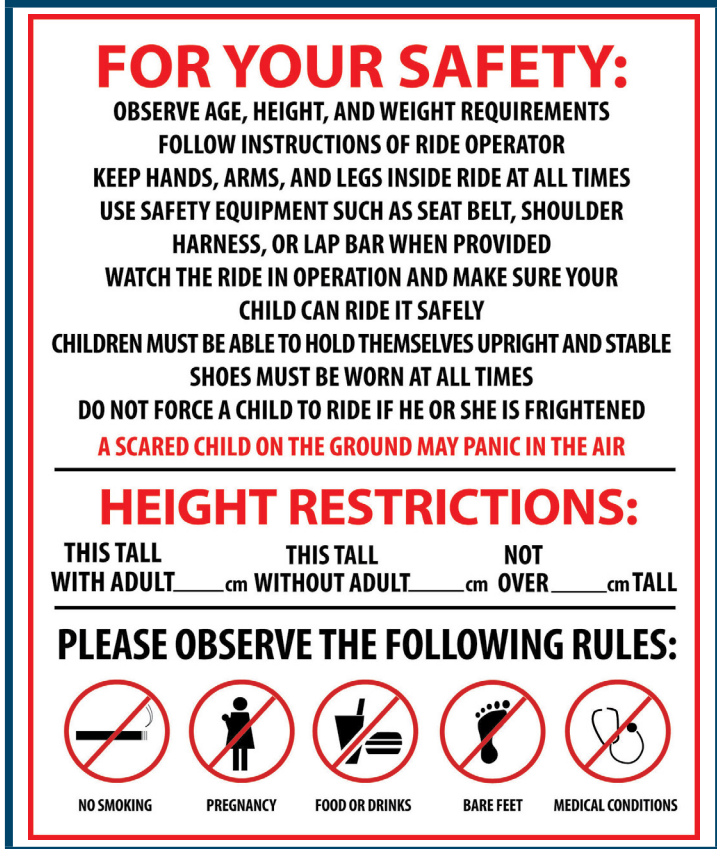 FOR YOUR SAFETY:
OBSERVE AGE, HEIGHT, AND WEIGHT REQUIREMENTS
FOLLOW INSTRUCTIONS OF RIDE OPERATOR
KEEP HANDS, ARMS, AND LEGS INSIDE RIDE AT ALL TIMES
USE SAFETY EQUIPMENT SUCH AS SEAT BELT, SHOULDER
HARNESS, OR LAP BAR WHEN PROVIDED
WATCH THE RIDE IN OPERATION AND MAKE SURE YOUR
CHILD CAN RIDE IT SAFELY
CHILDREN MUST BE ABLE TO HOLD THEMSELVES UPRIGHT AND STABLE
SHOES MUST BE WORN AT ALL TIMES
DO NOT FORCE A CHILD TO RIDE IF HE OR SHE IS FRIGHTENED
A SCARED CHILD ON THE GROUND MAY PANIC IN THE AIR
HEIGHT RESTRICTIONS:
THIS TALL THIS TALL NOT
WITH ADULT_____cm WITHOUT ADULT_____cm OVER_____cm TALL
PLEASE OBSERVE THE FOLLOWING RULES:
NO SMOKING PREGNANCY FOOD OR DRINKS BARE FEET MEDICAL CONDITIONS